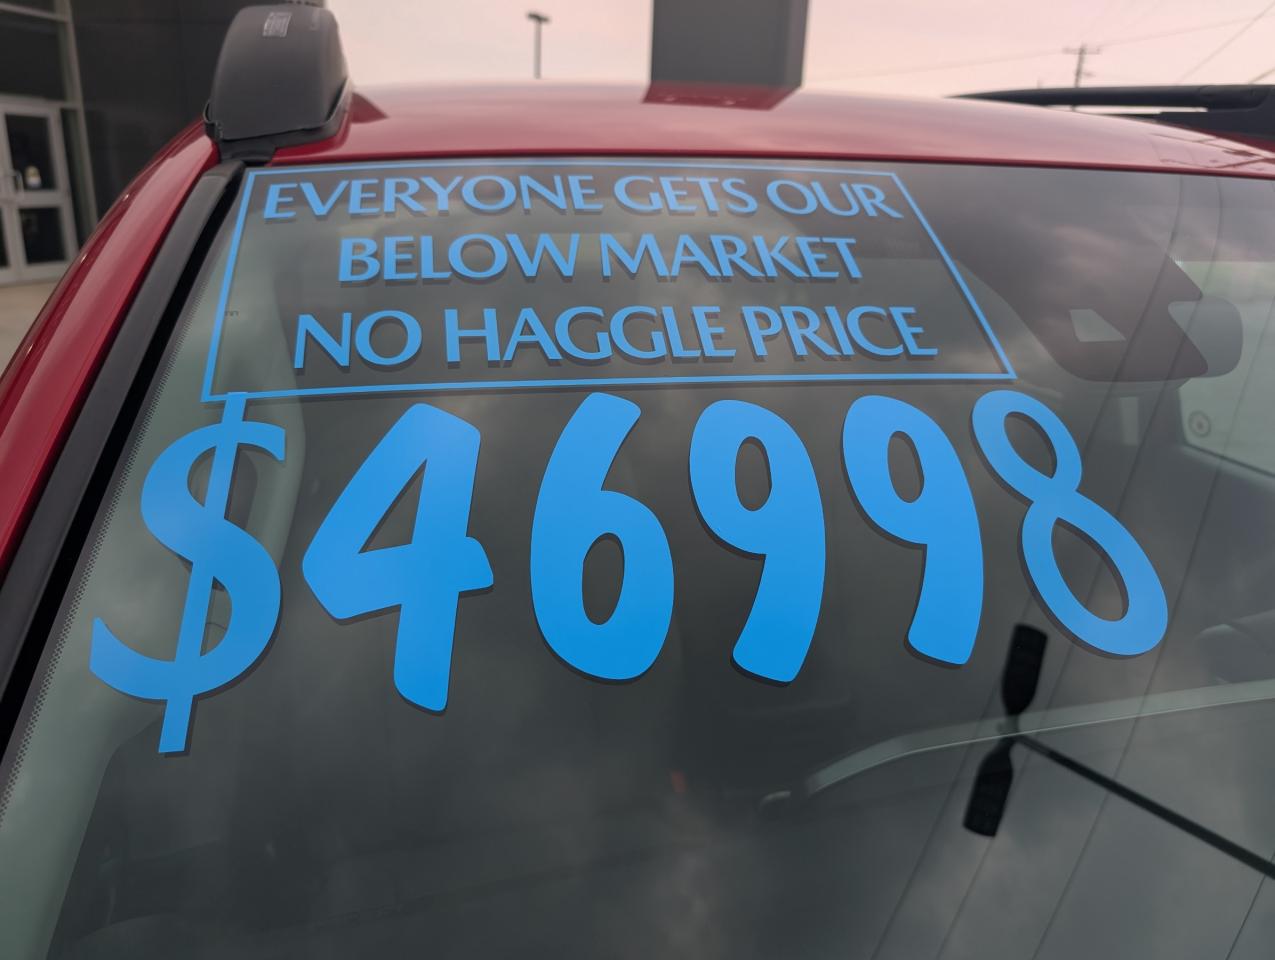 EVERYONE GETS OUR
BELOW MARKET
NO HAGGLE PRICE
$46998